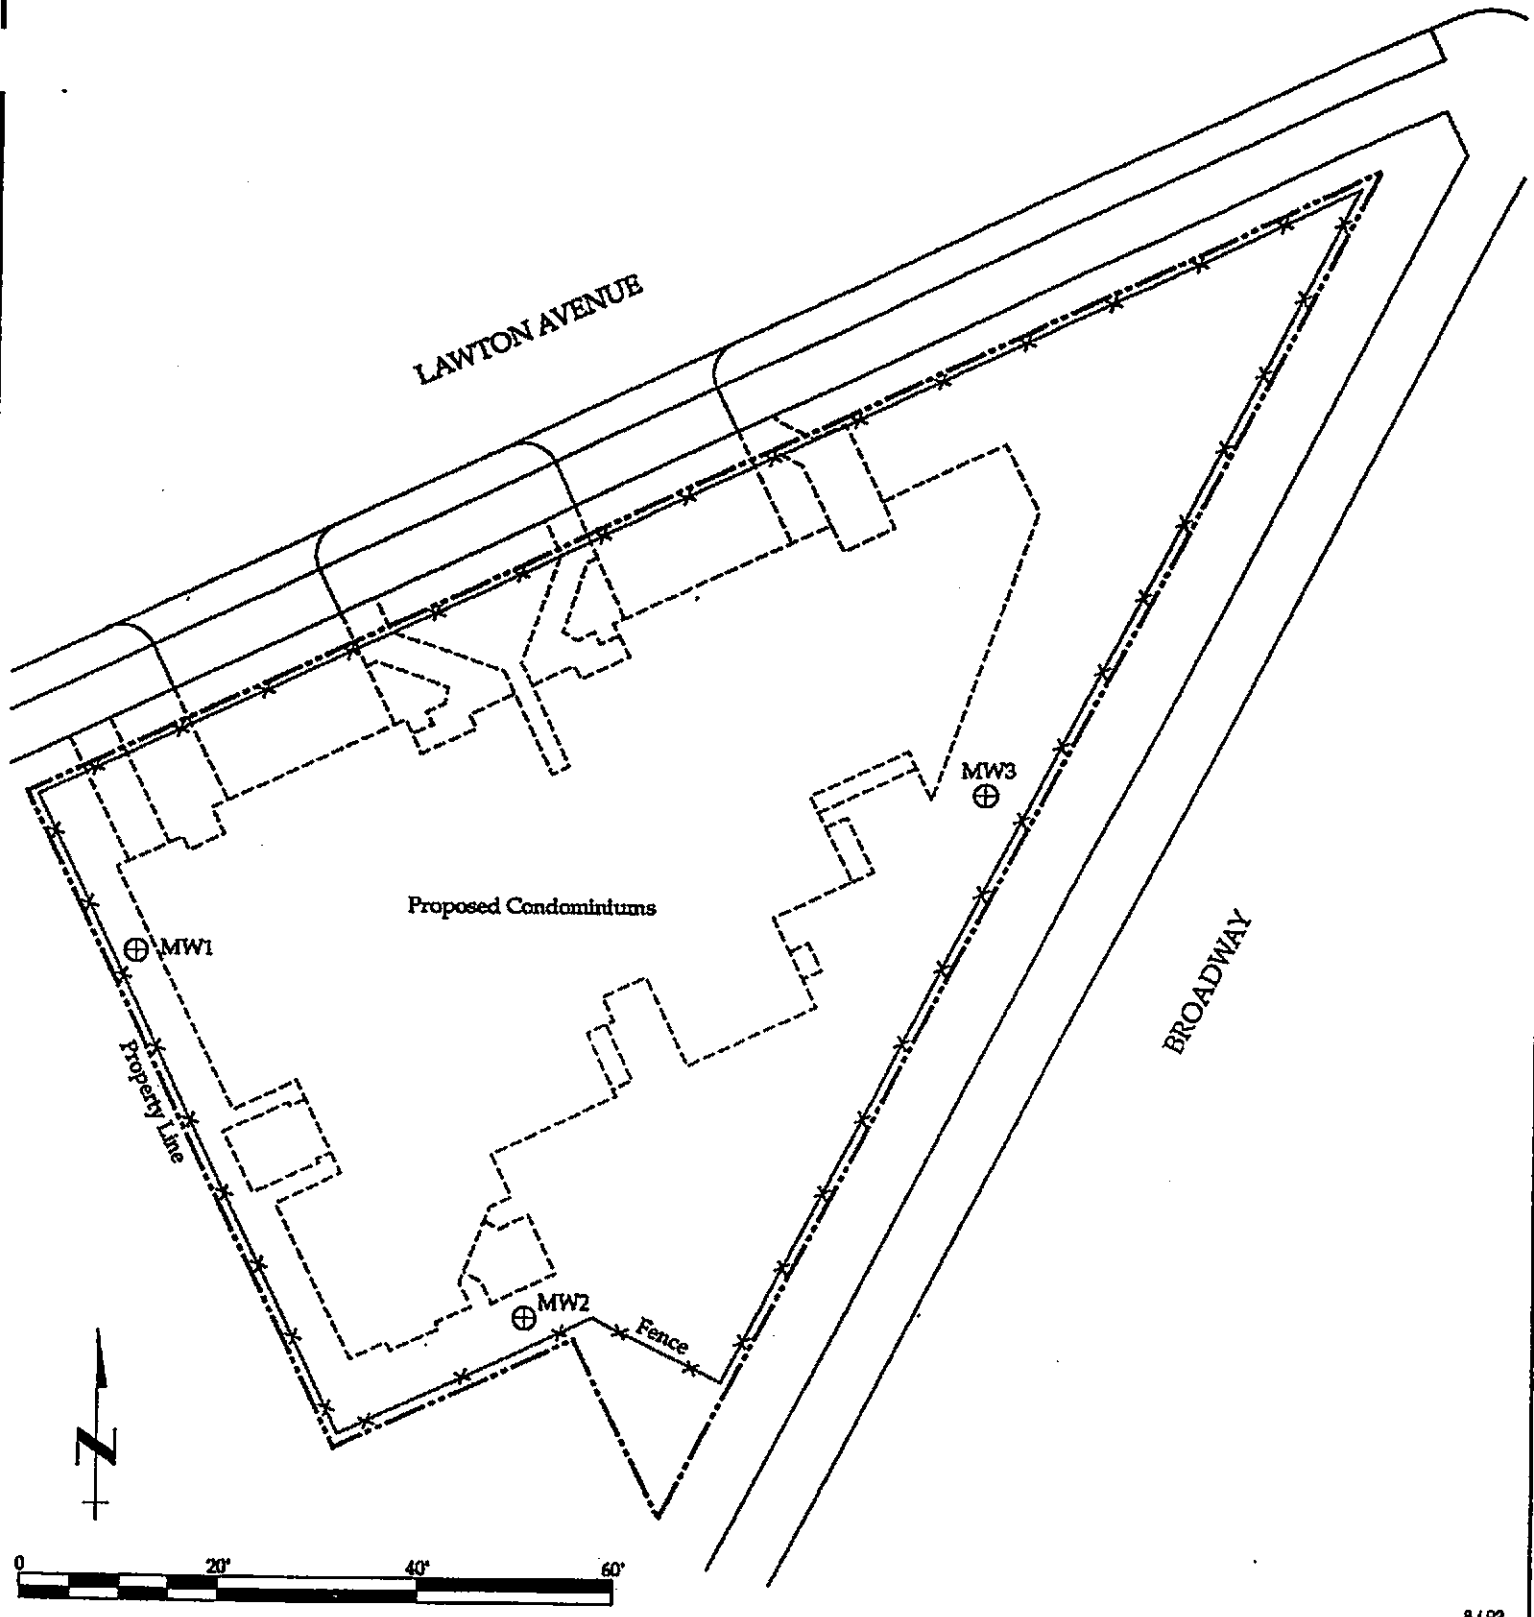 LAWTON AVENUE
MW3
Proposed Condominiums
MW1
BROADWAY
Property Line
MW2
Fence
N
0 20' 40' 60'